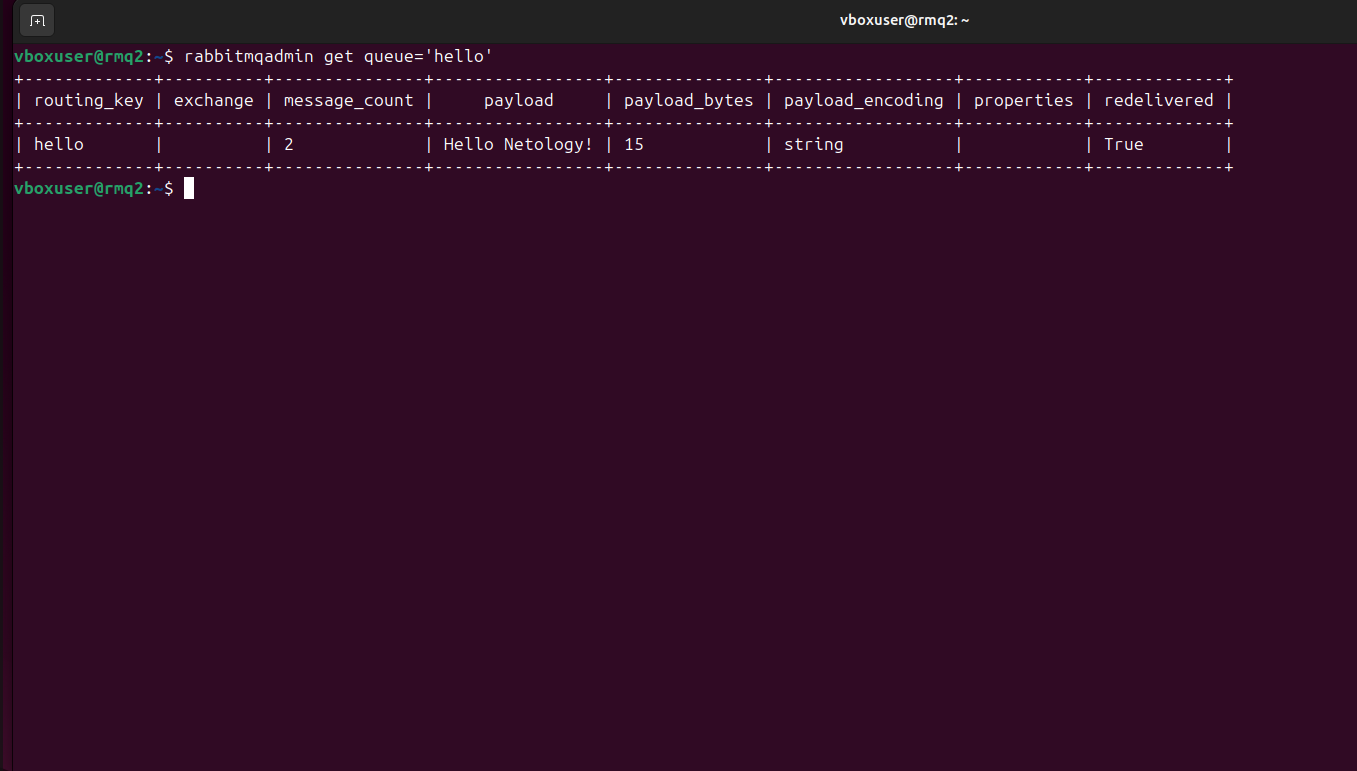 vboxuser@rmq2: ~
vboxuser@rmq2:~$ rabbitmqadmin get queue='hello'
+-------------+----------+---------------+-----------------+---------------+------------------+------------+-------------+
| routing_key | exchange | message_count |     payload     | payload_bytes | payload_encoding | properties | redelivered |
+-------------+----------+---------------+-----------------+---------------+------------------+------------+-------------+
| hello       |          | 2             | Hello Netology! | 15            | string           |            | True        |
+-------------+----------+---------------+-----------------+---------------+------------------+------------+-------------+
vboxuser@rmq2:~$